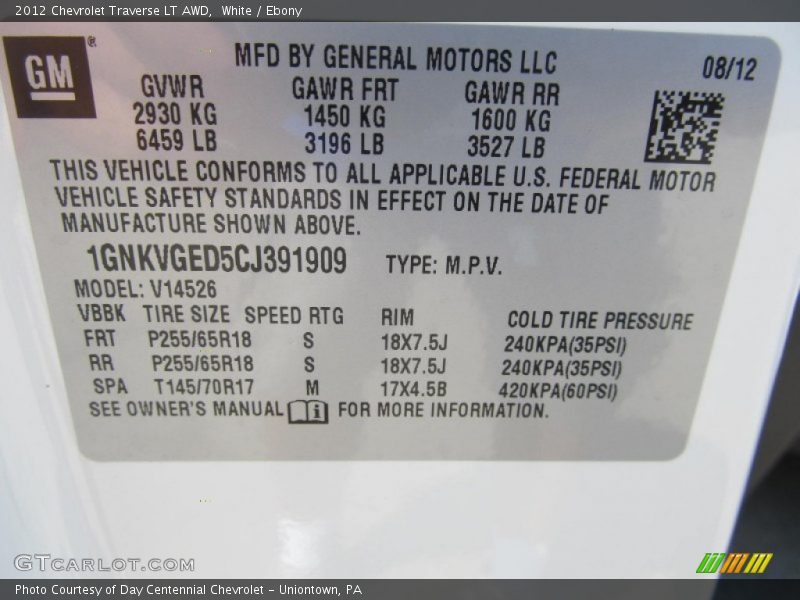 2012 Chevrolet Traverse LT AWD, White / Ebony
GM®
MFD BY GENERAL MOTORS LLC
08/12
GVWR GAWR FRT GAWR RR
2930 KG 1450 KG 1600 KG
6459 LB 3196 LB 3527 LB
THIS VEHICLE CONFORMS TO ALL APPLICABLE U.S. FEDERAL MOTOR
VEHICLE SAFETY STANDARDS IN EFFECT ON THE DATE OF
MANUFACTURE SHOWN ABOVE.
1GNKVGED5CJ391909 TYPE: M.P.V.
MODEL: V14526
VBBK TIRE SIZE SPEED RTG RIM COLD TIRE PRESSURE
FRT P255/65R18 S 18X7.5J 240KPA(35PSI)
RR P255/65R18 S 18X7.5J 240KPA(35PSI)
SPA T145/70R17 M 17X4.5B 420KPA(60PSI)
SEE OWNER'S MANUAL i FOR MORE INFORMATION.
GTCARLOT.COM
Photo Courtesy of Day Centennial Chevrolet - Uniontown, PA